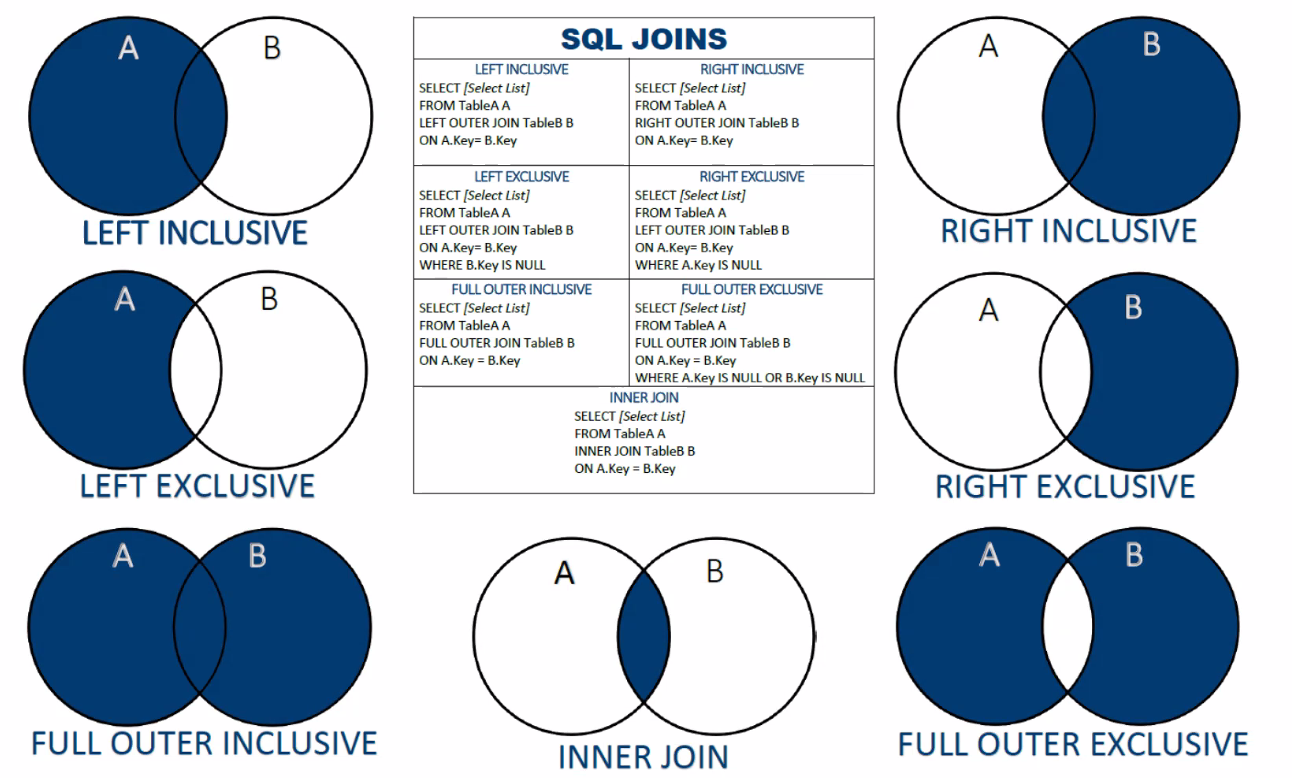 A
B
LEFT INCLUSIVE
A
B
LEFT EXCLUSIVE
A
B
FULL OUTER INCLUSIVE
SQL JOINS
LEFT INCLUSIVE
SELECT [Select List]
FROM TableA A
LEFT OUTER JOIN TableB B
ON A.Key= B.Key
RIGHT INCLUSIVE
SELECT [Select List]
FROM TableA A
RIGHT OUTER JOIN TableB B
ON A.Key= B.Key
LEFT EXCLUSIVE
SELECT [Select List]
FROM TableA A
LEFT OUTER JOIN TableB B
ON A.Key= B.Key
WHERE B.Key IS NULL
RIGHT EXCLUSIVE
SELECT [Select List]
FROM TableA A
LEFT OUTER JOIN TableB B
ON A.Key= B.Key
WHERE A.Key IS NULL
FULL OUTER INCLUSIVE
SELECT [Select List]
FROM TableA A
FULL OUTER JOIN TableB B
ON A.Key = B.Key
FULL OUTER EXCLUSIVE
SELECT [Select List]
FROM TableA A
FULL OUTER JOIN TableB B
ON A.Key = B.Key
WHERE A.Key IS NULL OR B.Key IS NULL
INNER JOIN
SELECT [Select List]
FROM TableA A
INNER JOIN TableB B
ON A.Key = B.Key
A
B
INNER JOIN
A
B
RIGHT INCLUSIVE
A
B
RIGHT EXCLUSIVE
A
B
FULL OUTER EXCLUSIVE